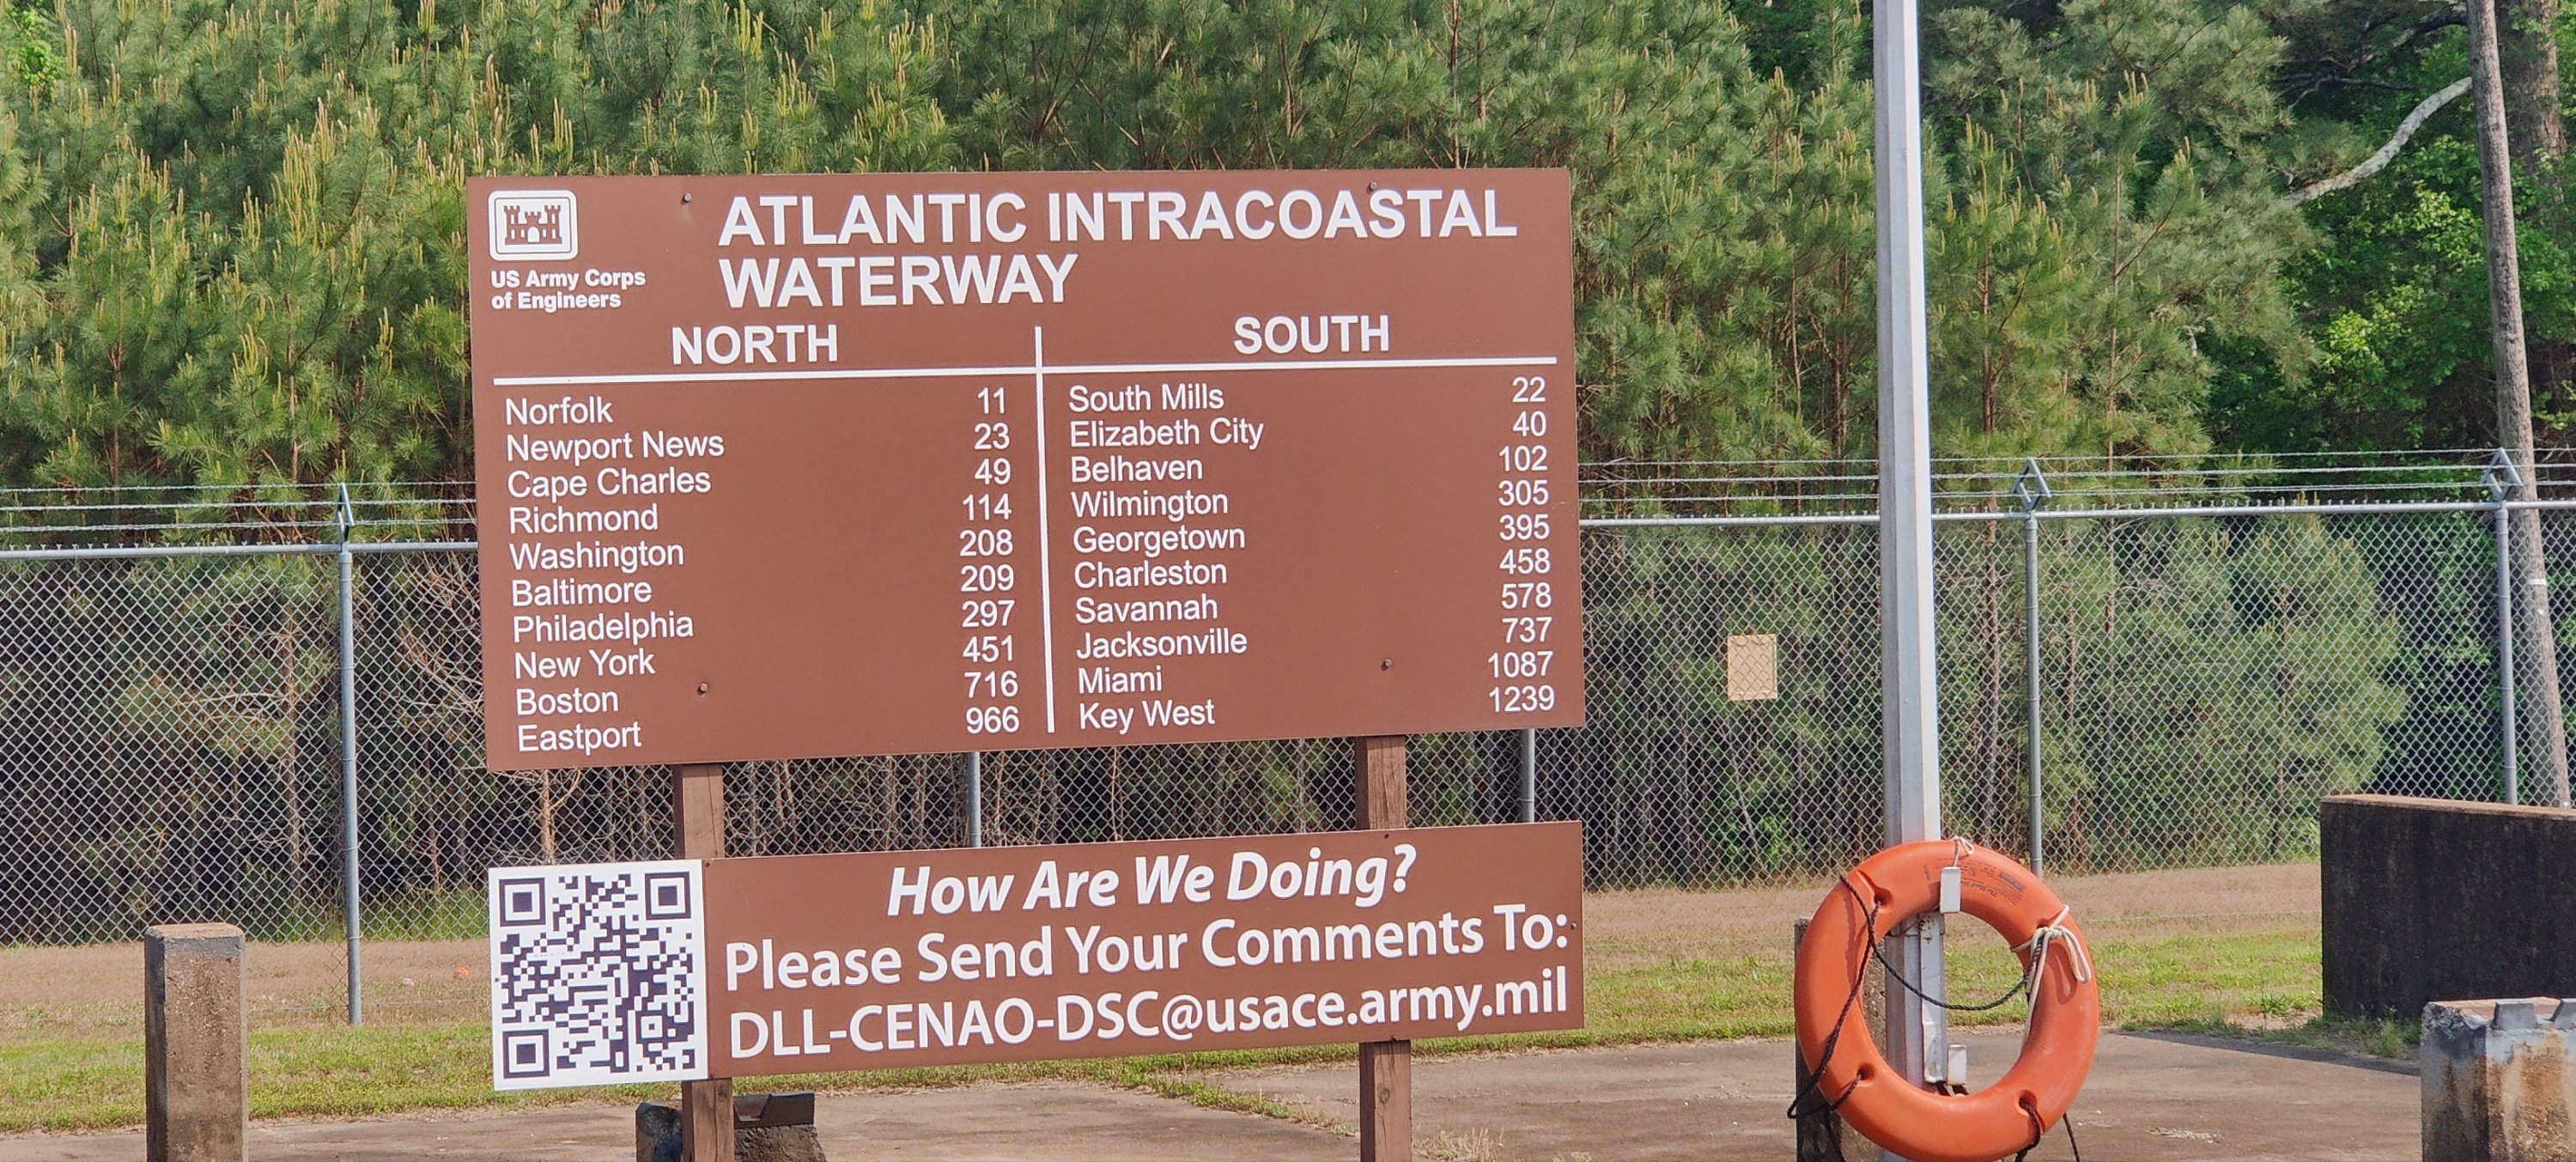 US Army Corps
of Engineers
ATLANTIC INTRACOASTAL
WATERWAY
NORTH
Norfolk 11
Newport News 23
Cape Charles 49
Richmond 114
Washington 208
Baltimore 209
Philadelphia 297
New York 451
Boston 716
Eastport 966
SOUTH
South Mills 22
Elizabeth City 40
Belhaven 102
Wilmington 305
Georgetown 395
Charleston 458
Savannah 578
Jacksonville 737
Miami 1087
Key West 1239
How Are We Doing?
Please Send Your Comments To:
DLL-CENAO-DSC@usace.army.mil